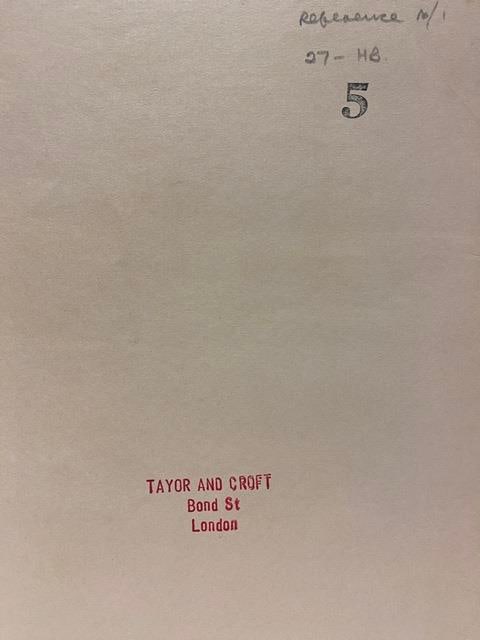 Reference N/1
27 - HB.
5
TAYOR AND CROFT
Bond St
London